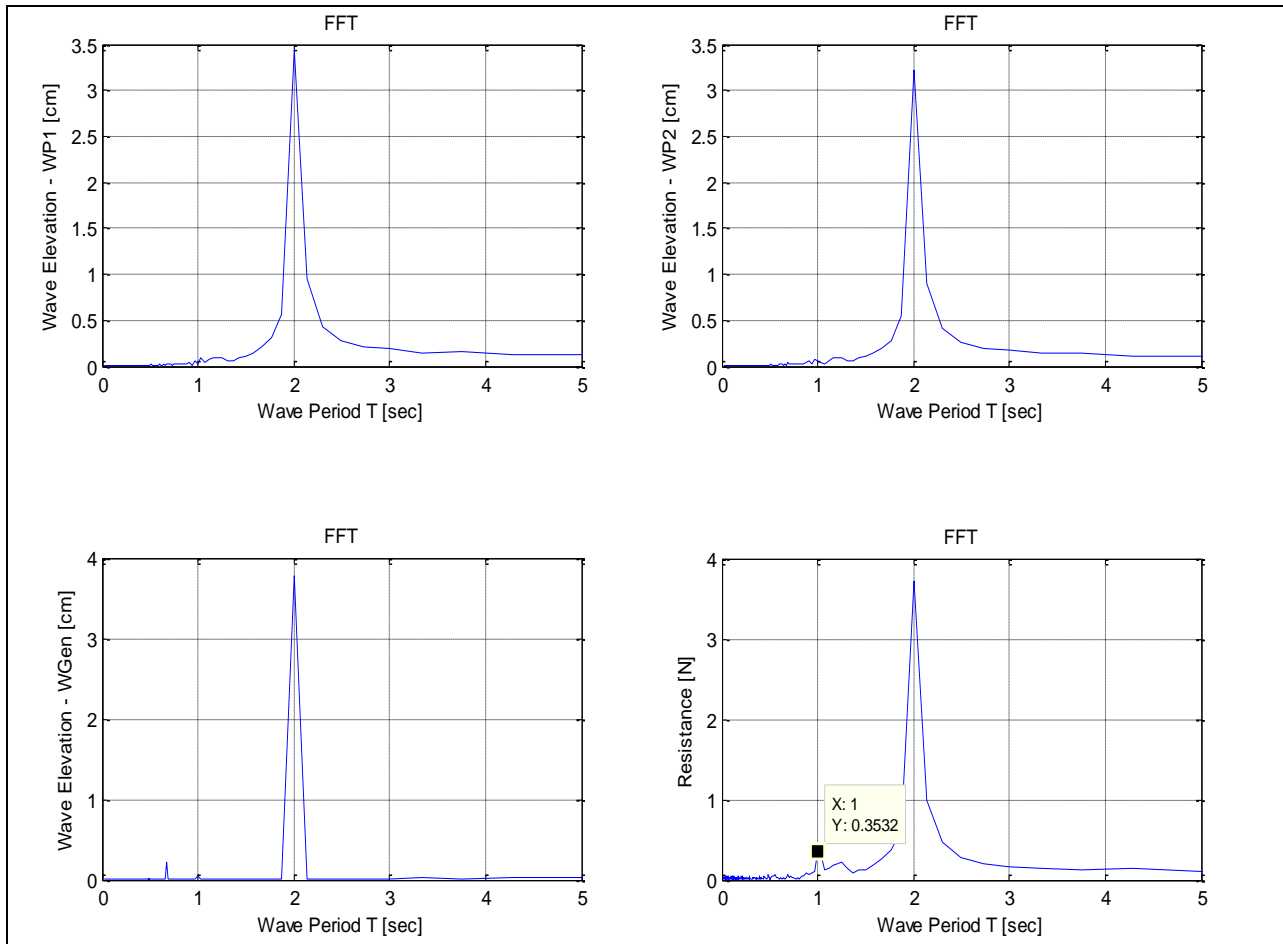 FFT
Wave Elevation - WP1 [cm]
3.5
3
2.5
2
1.5
1
0.5
0
0 1 2 3 4 5
Wave Period T [sec]
FFT
Wave Elevation - WP2 [cm]
3.5
3
2.5
2
1.5
1
0.5
0
0 1 2 3 4 5
Wave Period T [sec]
FFT
Wave Elevation - WGen [cm]
4
3
2
1
0
0 1 2 3 4 5
Wave Period T [sec]
FFT
Resistance [N]
4
3
2
1
0
X: 1
Y: 0.3532
0 1 2 3 4 5
Wave Period T [sec]